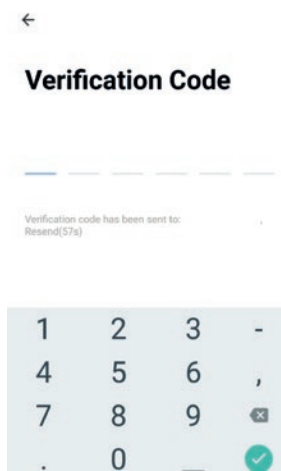 Verification Code
Verification code has been sent to:
Resend(57s)
1 2 3 -
4 5 6 ,
7 8 9
. 0 _